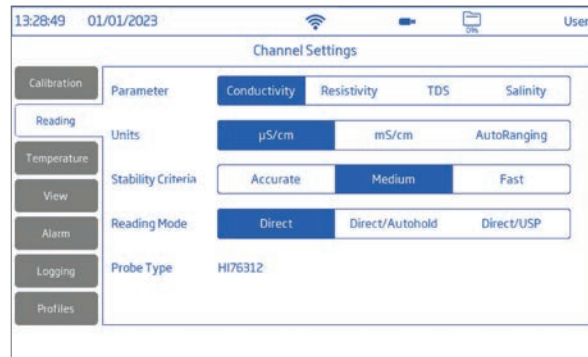 13:28:49 01/01/2023 0% User
Channel Settings
Calibration
Reading
Temperature
View
Alarm
Logging
Profiles
Parameter Conductivity Resistivity TDS Salinity
Units µS/cm mS/cm AutoRanging
Stability Criteria Accurate Medium Fast
Reading Mode Direct Direct/Autohold Direct/USP
Probe Type HI76312